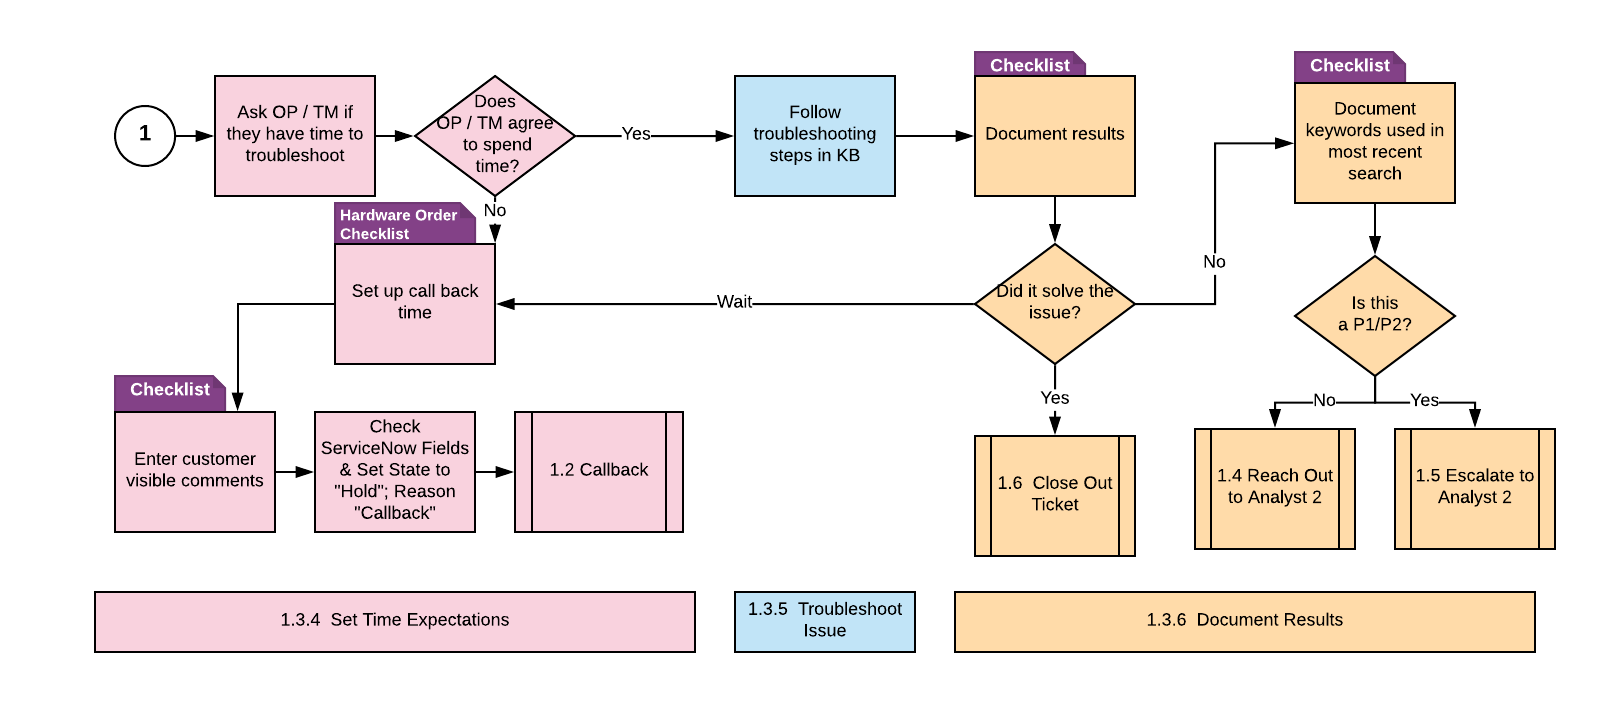 1
Ask OP / TM if
they have time to
troubleshoot
Does
OP / TM agree
to spend
time?
Yes
Follow
troubleshooting
steps in KB
Checklist
Document results
Checklist
Document
keywords used in
most recent
search
No
Hardware Order
Checklist
Set up call back
time
Wait
Did it solve the
issue?
No
Is this
a P1/P2?
Yes
No
Yes
Checklist
Enter customer
visible comments
Check
ServiceNow Fields
& Set State to
"Hold"; Reason
"Callback"
1.2 Callback
1.6 Close Out
Ticket
1.4 Reach Out
to Analyst 2
1.5 Escalate to
Analyst 2
1.3.4 Set Time Expectations
1.3.5 Troubleshoot
Issue
1.3.6 Document Results